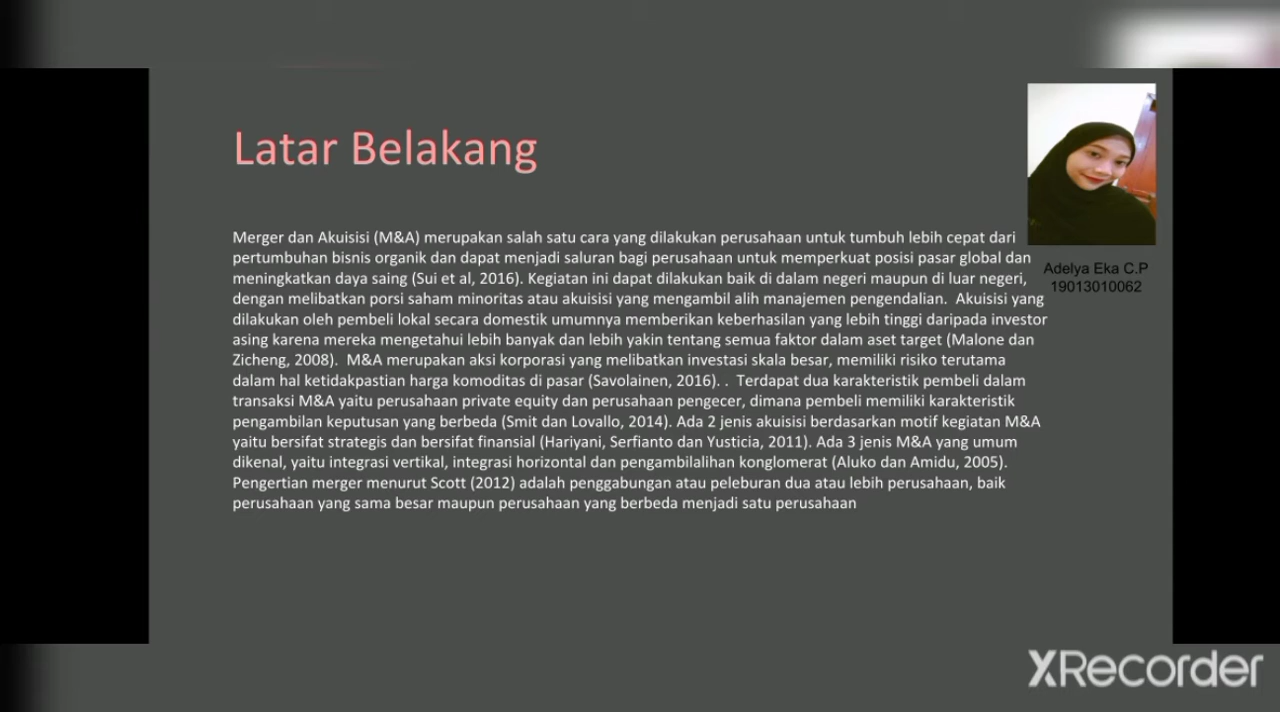 Latar Belakang
Merger dan Akuisisi (M&A) merupakan salah satu cara yang dilakukan perusahaan untuk tumbuh lebih cepat dari
pertumbuhan bisnis organik dan dapat menjadi saluran bagi perusahaan untuk memperkuat posisi pasar global dan
meningkatkan daya saing (Sui et al, 2016). Kegiatan ini dapat dilakukan baik di dalam negeri maupun di luar negeri,
dengan melibatkan porsi saham minoritas atau akuisisi yang mengambil alih manajemen pengendalian.  Akuisisi yang
dilakukan oleh pembeli lokal secara domestik umumnya memberikan keberhasilan yang lebih tinggi daripada investor
asing karena mereka mengetahui lebih banyak dan lebih yakin tentang semua faktor dalam aset target (Malone dan
Zicheng, 2008).  M&A merupakan aksi korporasi yang melibatkan investasi skala besar, memiliki risiko terutama
dalam hal ketidakpastian harga komoditas di pasar (Savolainen, 2016). .  Terdapat dua karakteristik pembeli dalam
transaksi M&A yaitu perusahaan private equity dan perusahaan pengecer, dimana pembeli memiliki karakteristik
pengambilan keputusan yang berbeda (Smit dan Lovallo, 2014). Ada 2 jenis akuisisi berdasarkan motif kegiatan M&A
yaitu bersifat strategis dan bersifat finansial (Hariyani, Serfianto dan Yusticia, 2011). Ada 3 jenis M&A yang umum
dikenal, yaitu integrasi vertikal, integrasi horizontal dan pengambilalihan konglomerat (Aluko dan Amidu, 2005).
Pengertian merger menurut Scott (2012) adalah penggabungan atau peleburan dua atau lebih perusahaan, baik
perusahaan yang sama besar maupun perusahaan yang berbeda menjadi satu perusahaan
Adelya Eka C.P
19013010062
XRecorder